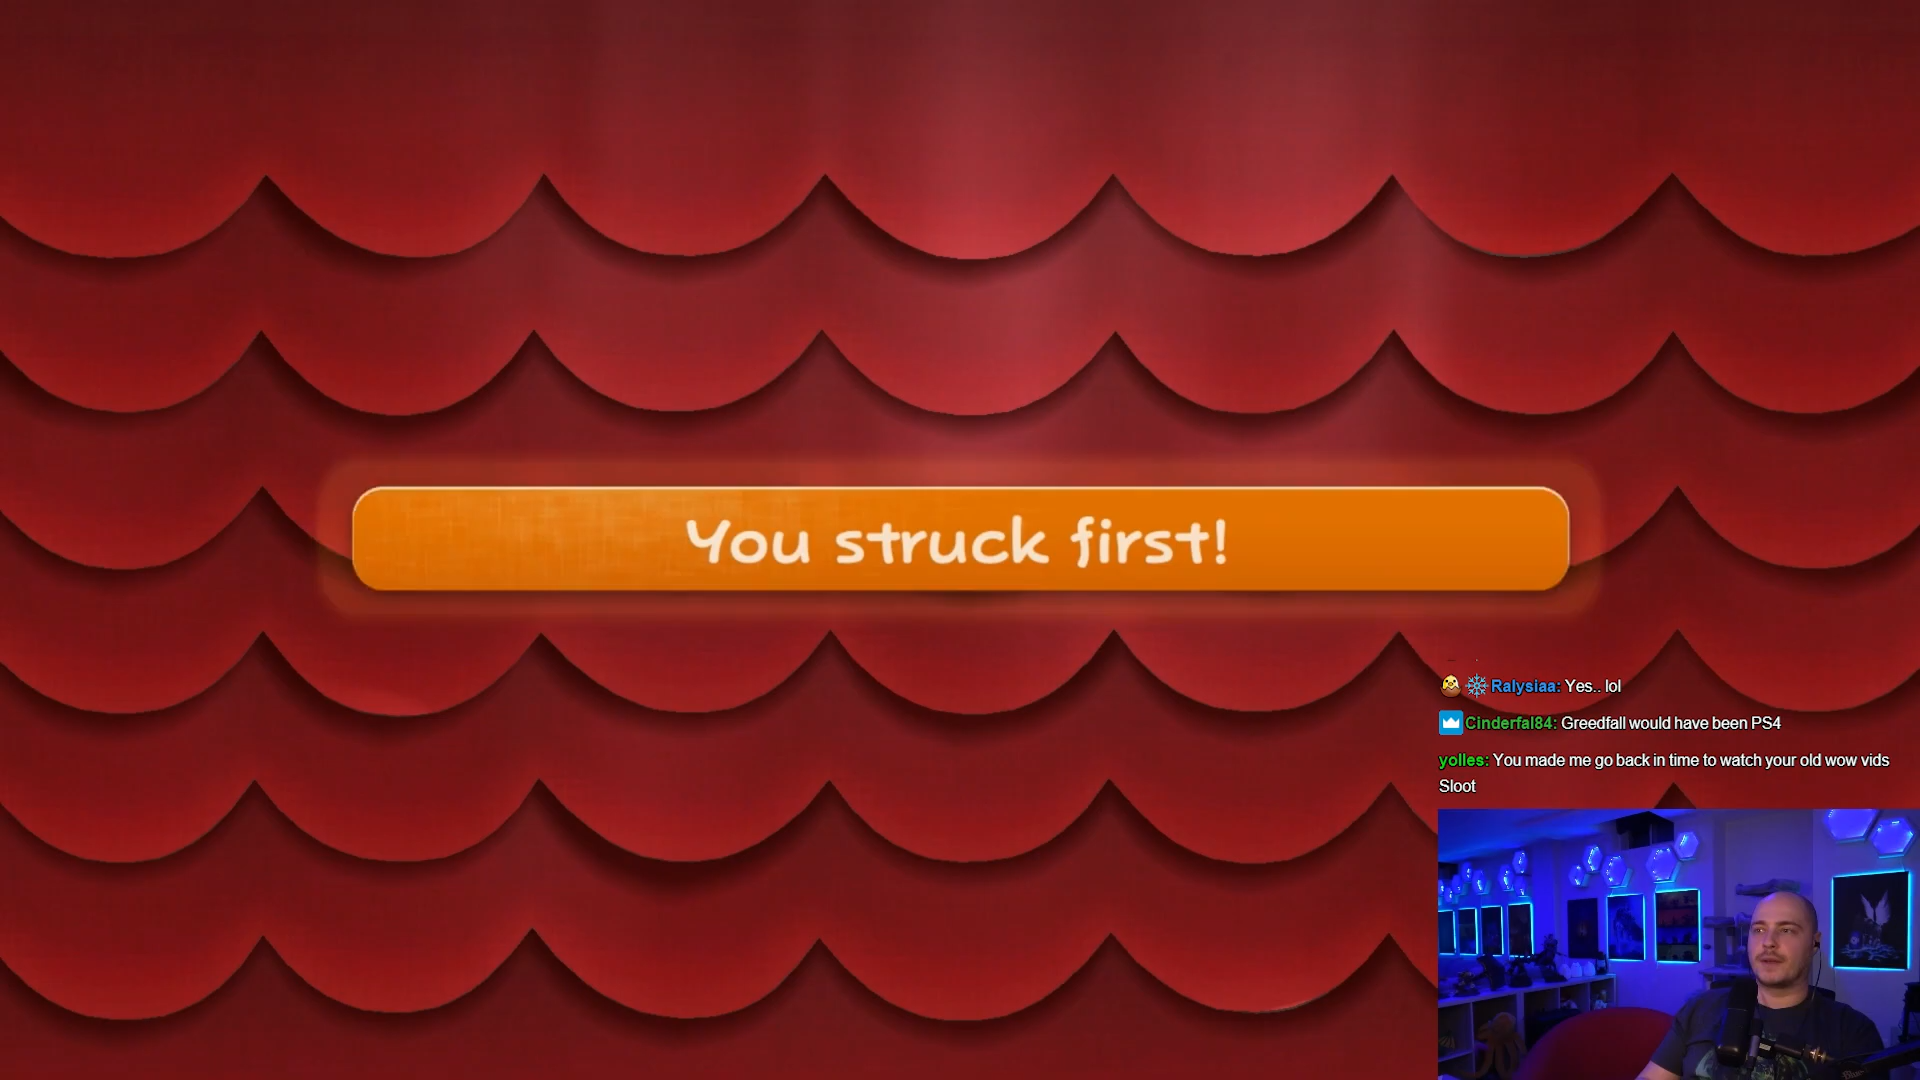 You struck first!
Ralysiaa: Yes.. lol
Cinderfal84: Greedfall would have been PS4
yolles: You made me go back in time to watch your old wow vids
Sloot